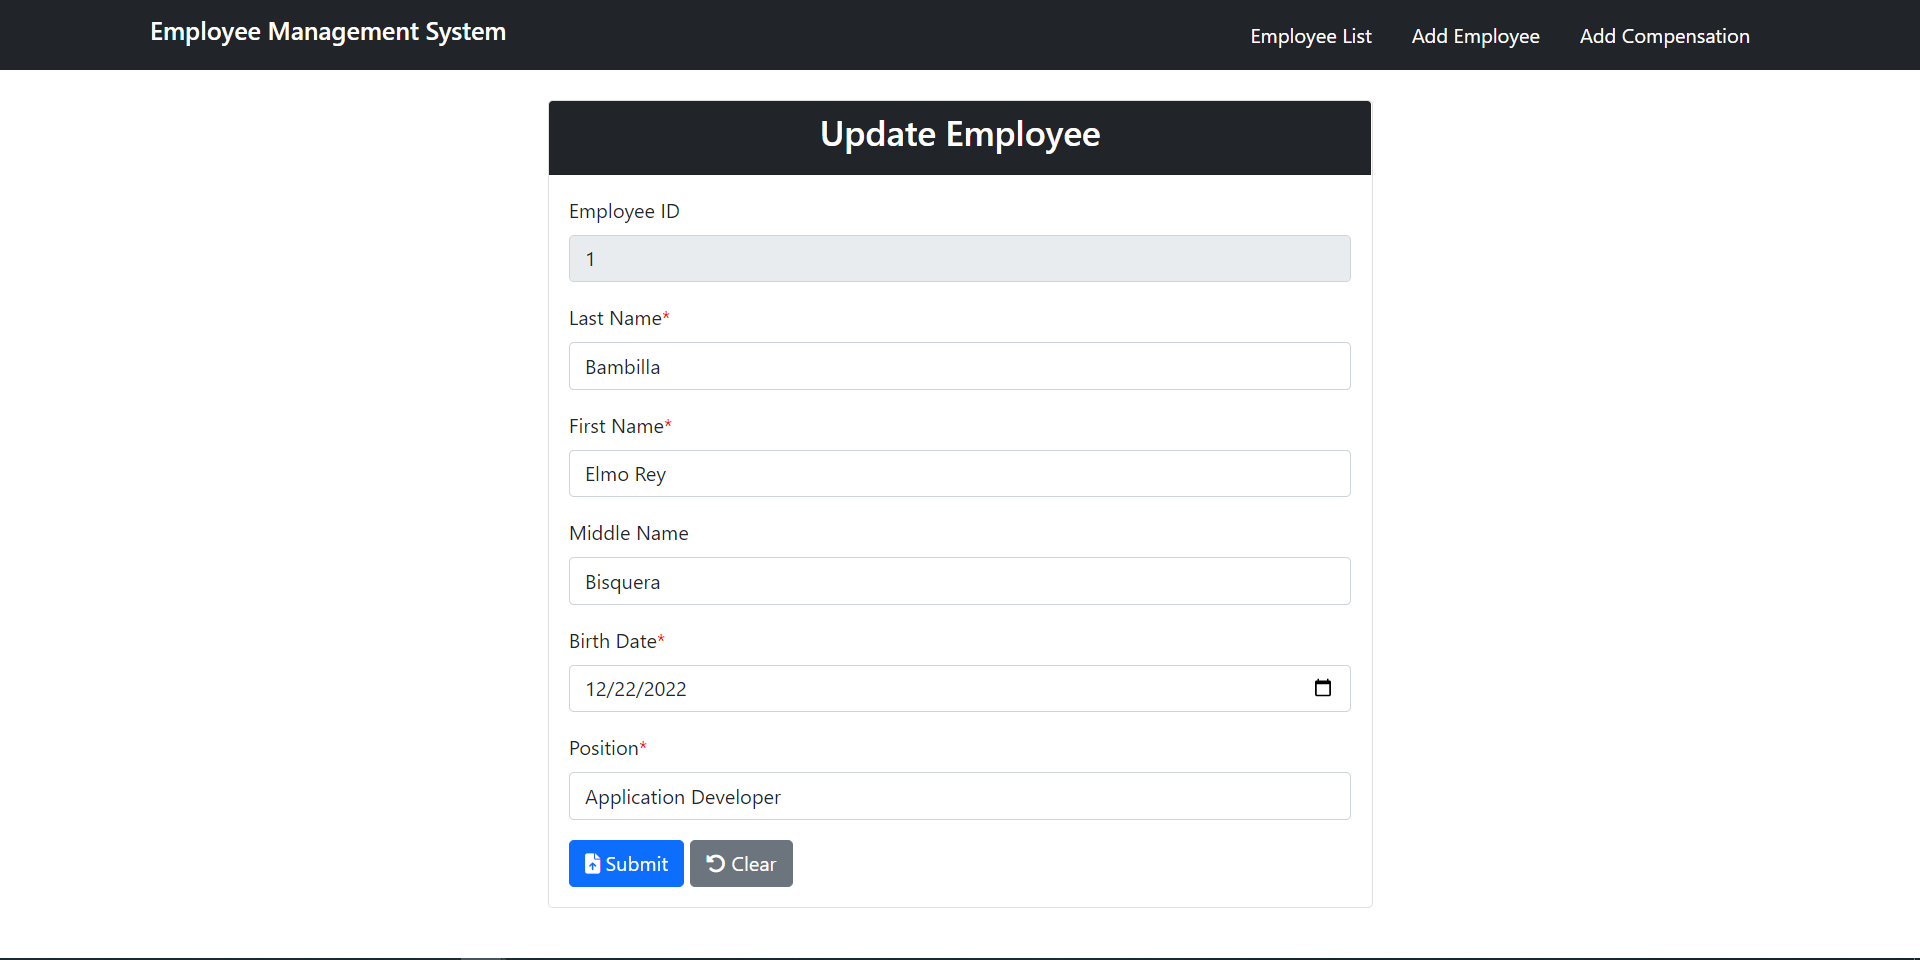 Employee Management System
Employee List Add Employee Add Compensation
Update Employee
Employee ID
1
Last Name*
Bambilla
First Name*
Elmo Rey
Middle Name
Bisquera
Birth Date*
12/22/2022
Position*
Application Developer
Submit Clear